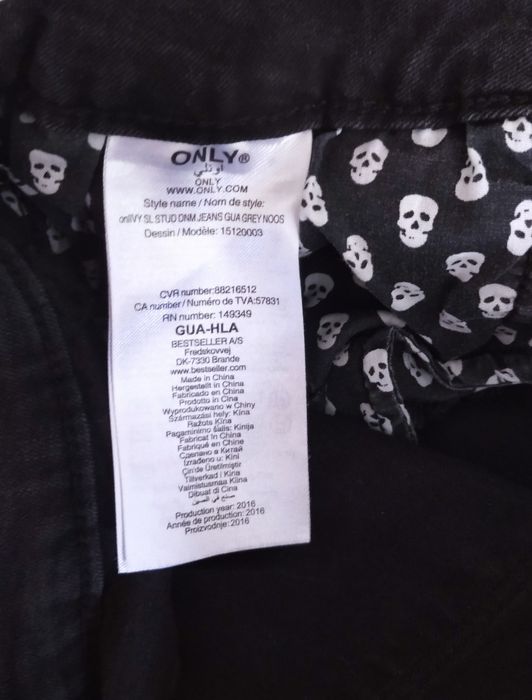 ONLY®
أونلي
ONLY
WWW.ONLY.COM
Style name / Nom de style:
onlIVY SL STUD DNM JEANS GUA GREY NOOS
Dessin / Modèle: 15120003
CVR number:88216512
CA number/ Numéro de TVA:57831
RN number: 149349
GUA-HLA
BESTSELLER A/S
Fredskovvej
DK-7330 Brande
www.bestseller.com
Made in China
Hergestellt in China
Fabricado en China
Prodotto in Cina
Wyprodukowano w Chiny
Származási hely: Kína
Ražots Ķīna
Pagaminimo šalis: Kinija
Fabricat în China
Fabriqué en Chine
Сделано в Китай
Izrađeno u: Kini
Çin'de Üretilmiştir
Tillverkad i Kina
Valmistusmaa Kiina
Dibuat di Cina
صنع في الصين
Production year: 2016
Année de production: 2016
Proizvodnje: 2016